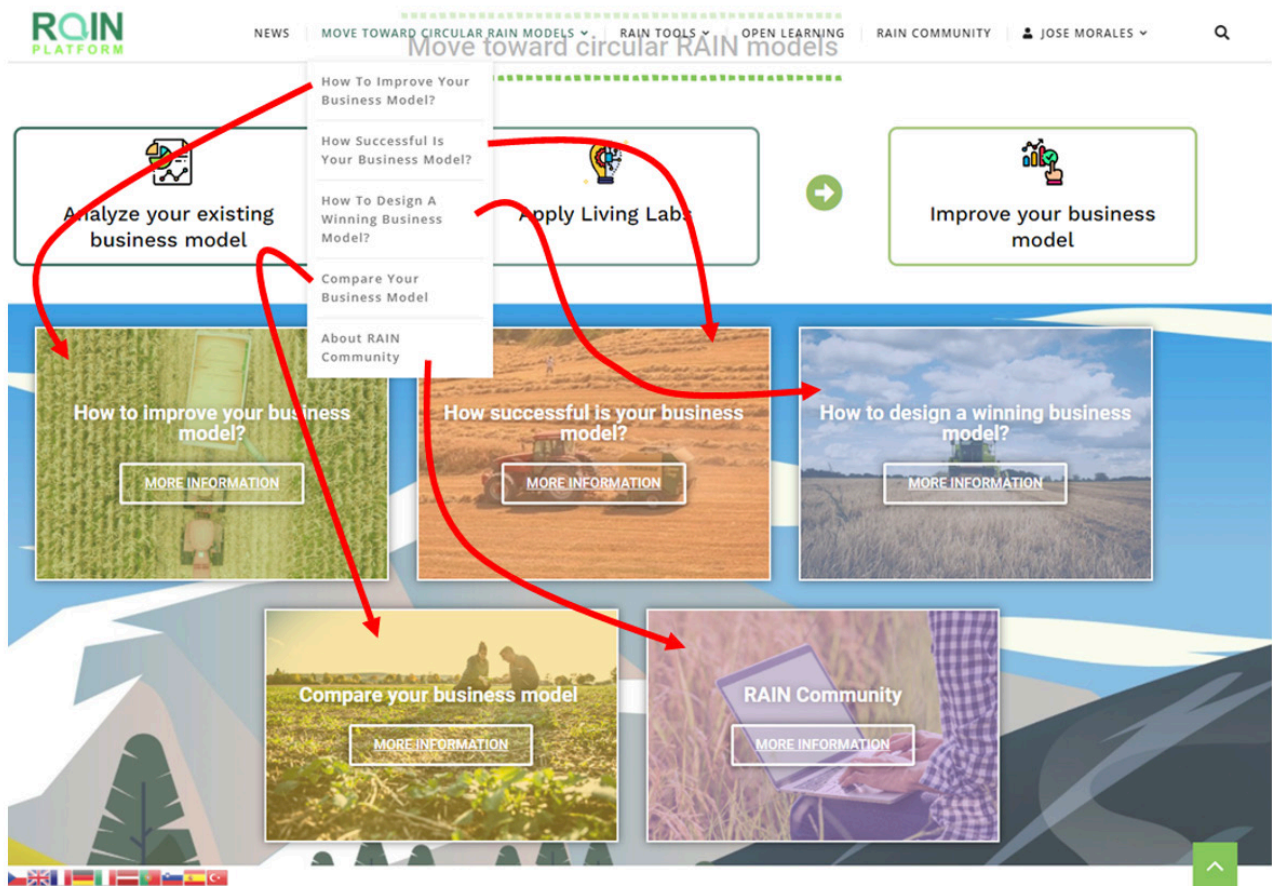 RAIN
PLATFORM
NEWS
MOVE TOWARD CIRCULAR RAIN MODELS
RAIN TOOLS
OPEN LEARNING
RAIN COMMUNITY
JOSE MORALES
Move toward circular RAIN models
How To Improve Your
Business Model?
How Successful Is
Your Business Model?
How To Design A
Winning Business
Model?
Compare Your
Business Model
About RAIN
Community
Analyze your existing
business model
Apply Living Labs
Improve your business
model
How to improve your business
model?
MORE INFORMATION
How successful is your business
model?
MORE INFORMATION
How to design a winning business
model?
MORE INFORMATION
Compare your business model
MORE INFORMATION
RAIN Community
MORE INFORMATION